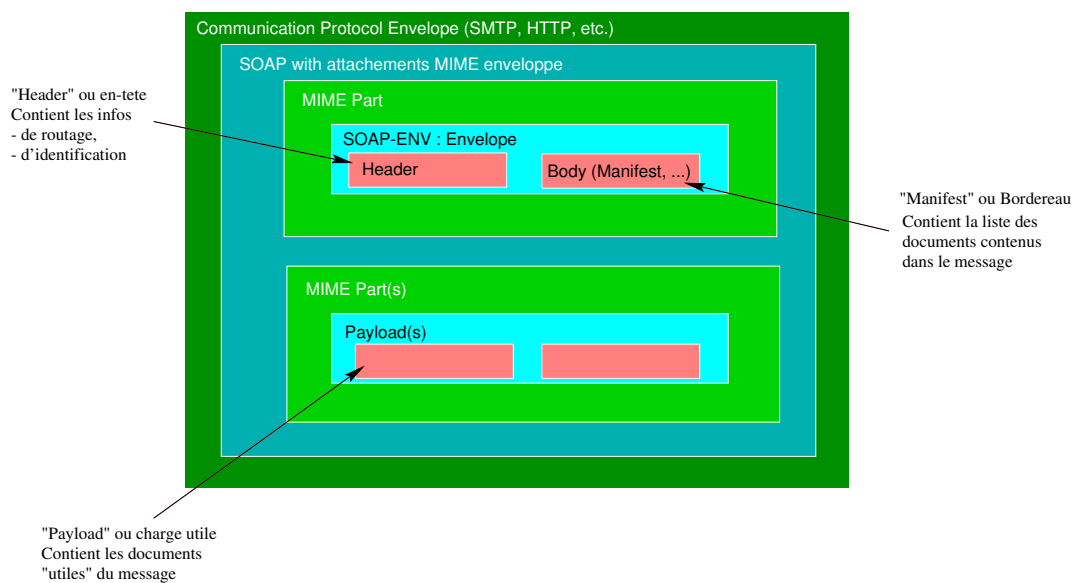 Communication Protocol Envelope (SMTP, HTTP, etc.)
SOAP with attachements MIME enveloppe
MIME Part
SOAP-ENV : Envelope
Header
Body (Manifest, ...)
"Header" ou en-tete
Contient les infos
- de routage,
- d'identification
"Manifest" ou Bordereau
Contient la liste des
documents contenus
dans le message
MIME Part(s)
Payload(s)
"Payload" ou charge utile
Contient les documents
"utiles" du message